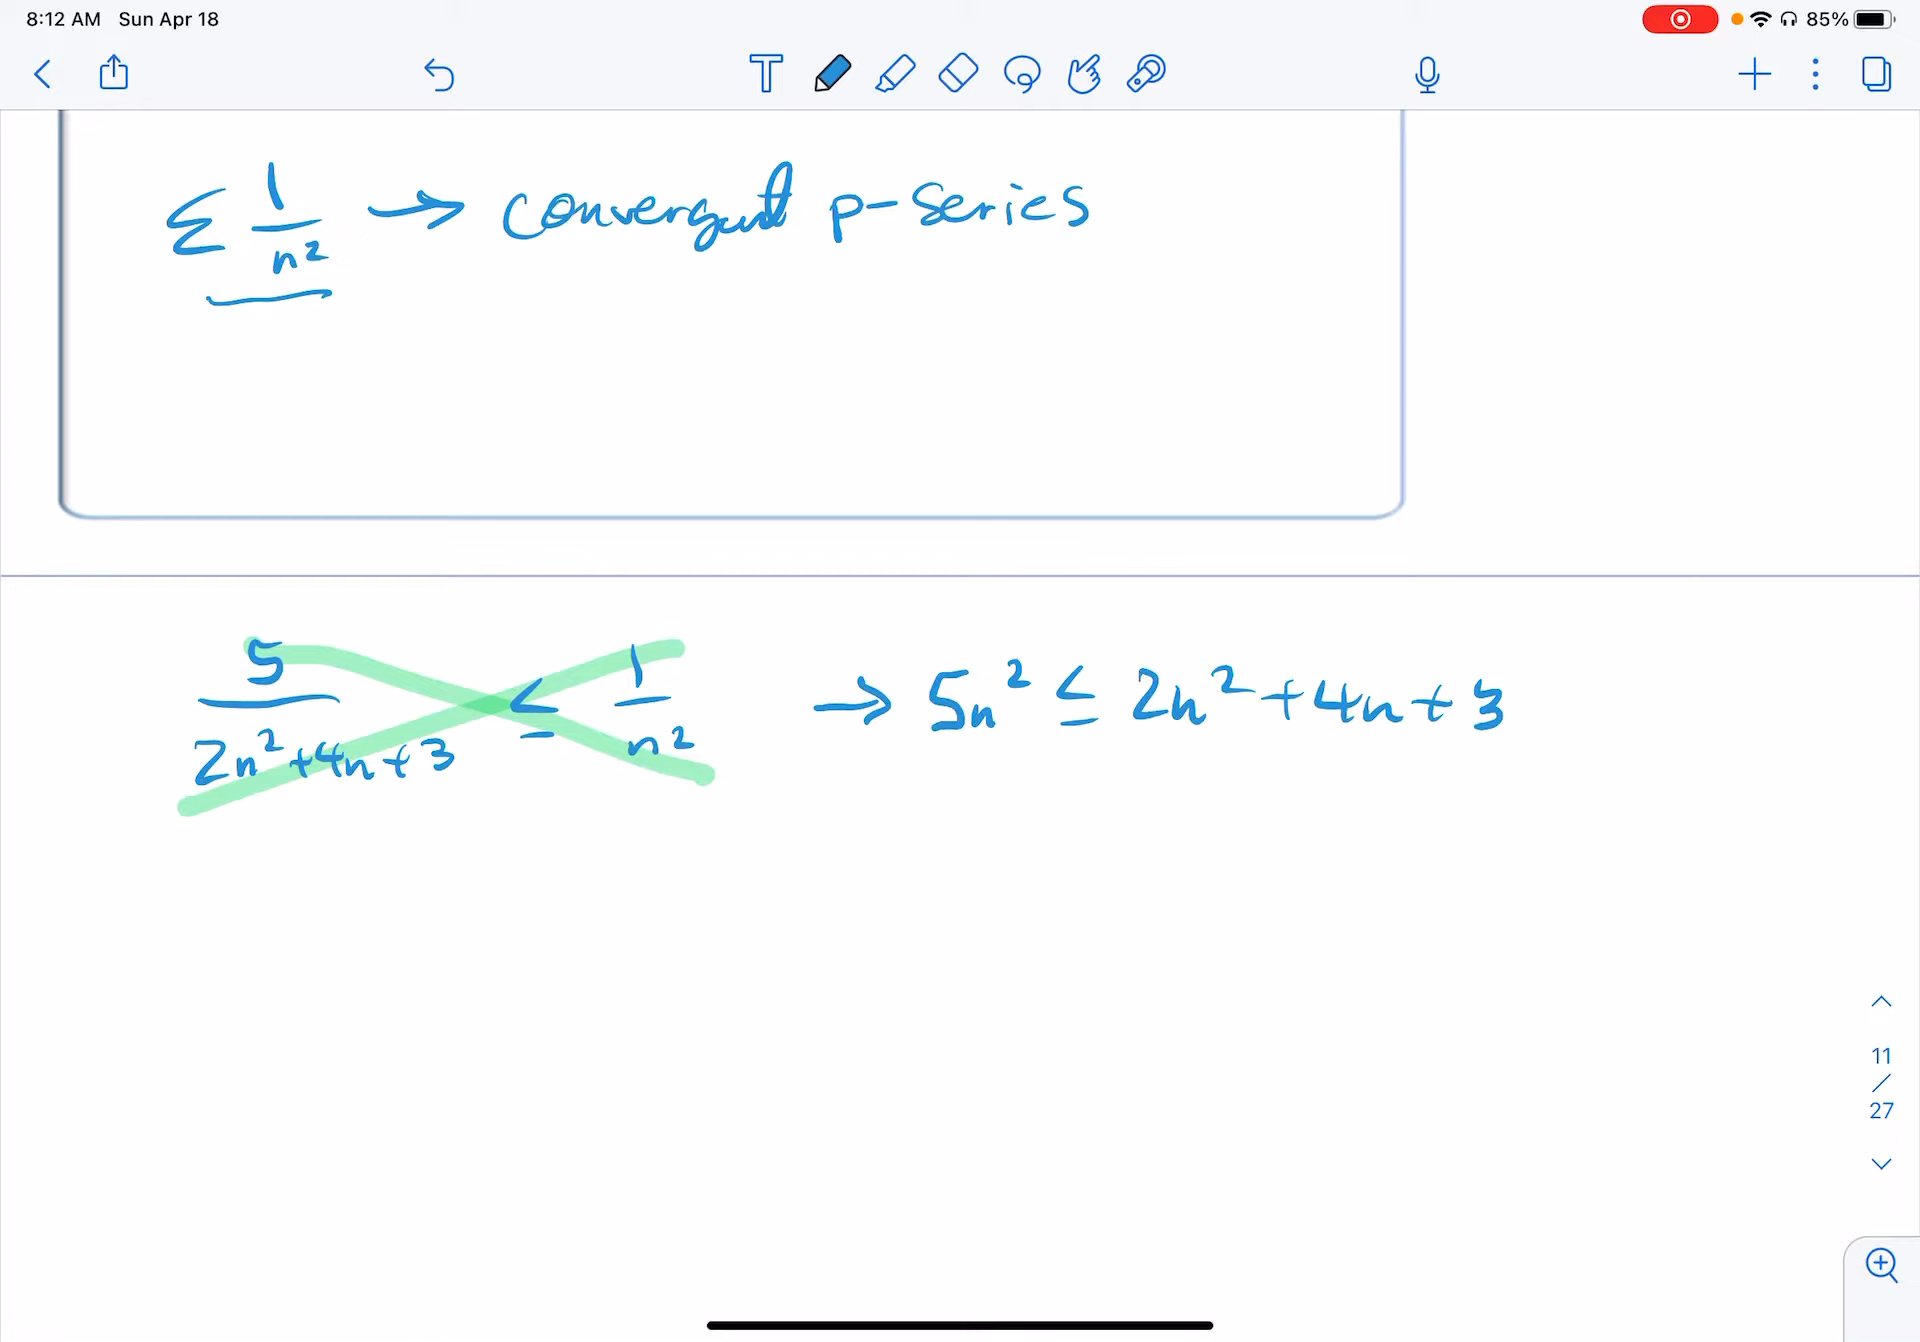 8:12 AM Sun Apr 18
85%
Σ 1/n² → convergent p-series
5/(2n²+4n+3) ≤ 1/n² → 5n² ≤ 2n²+4n+3
11
/
27